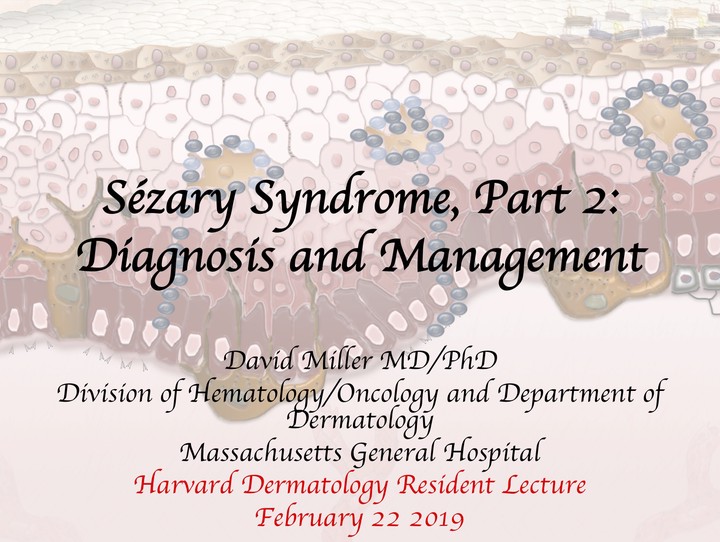 Sézary Syndrome, Part 2:
Diagnosis and Management
David Miller MD/PhD
Division of Hematology/Oncology and Department of
Dermatology
Massachusetts General Hospital
Harvard Dermatology Resident Lecture
February 22 2019